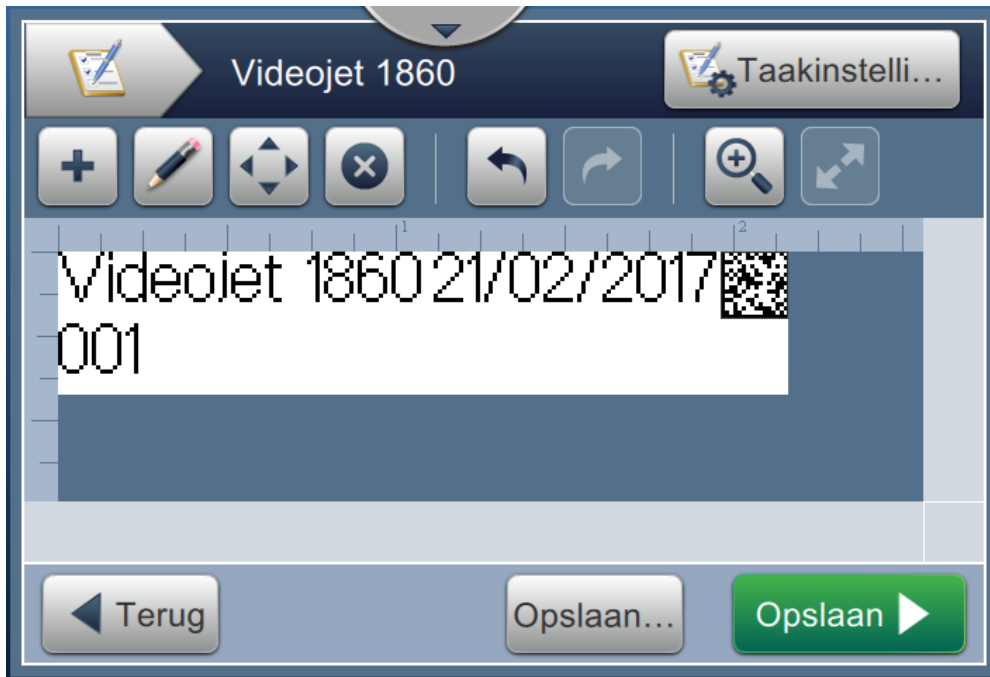 Videojet 1860
Taakinstelli...
1 2
Videojet 1860 21/02/2017
001
Terug
Opslaan...
Opslaan